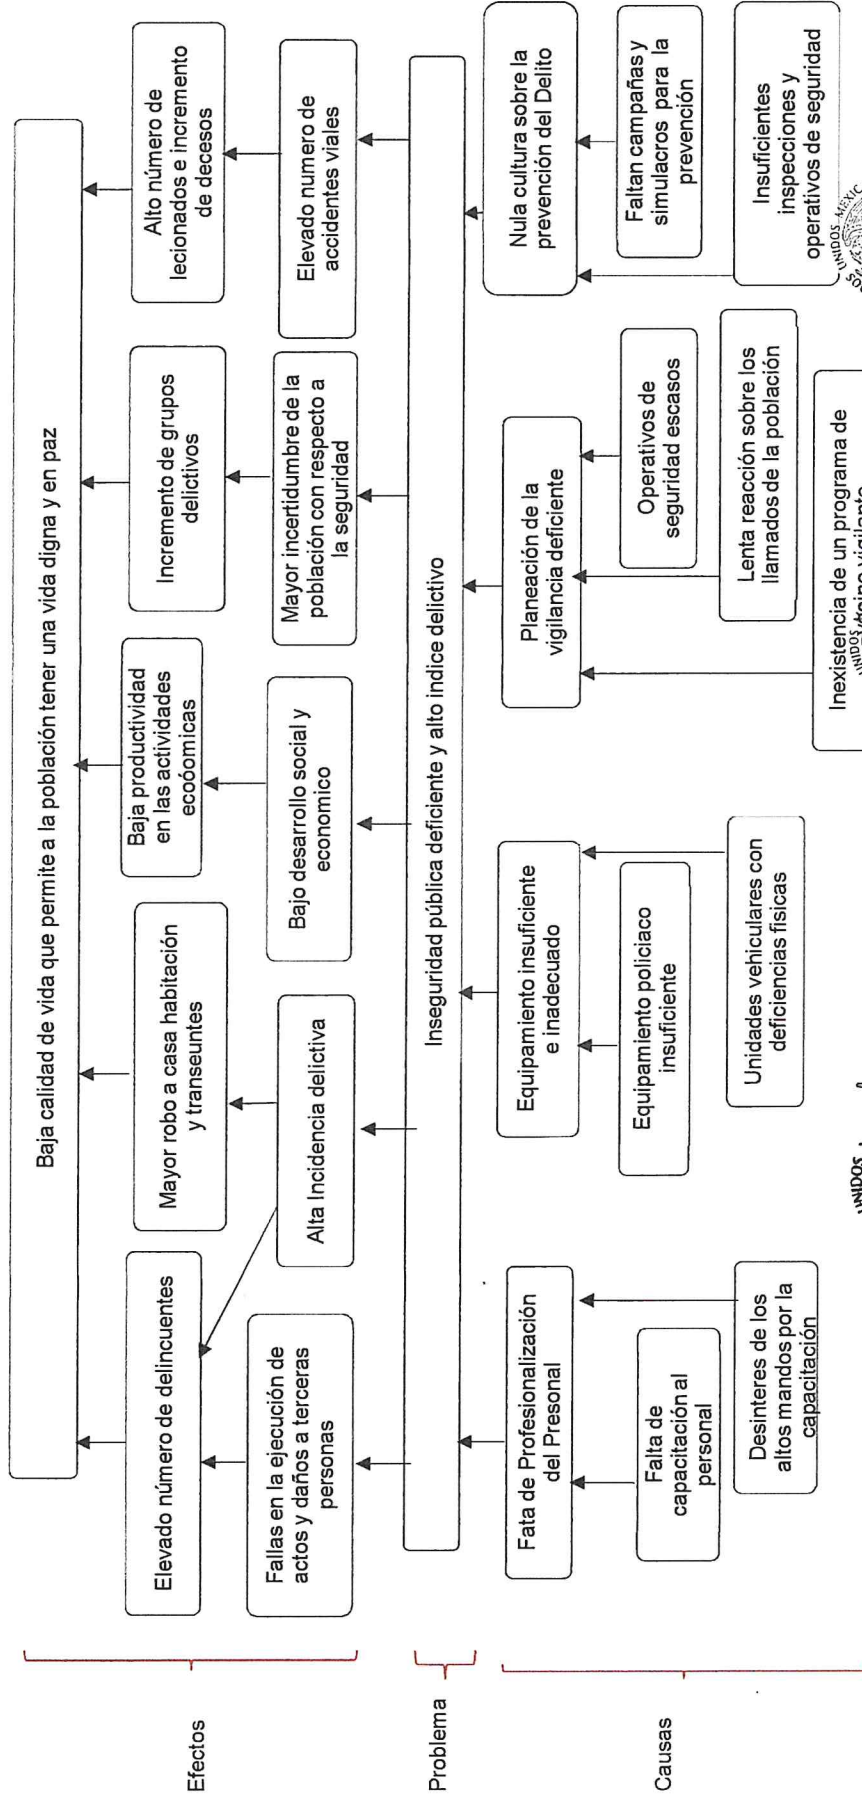 Efectos
Baja calidad de vida que permite a la población tener una vida digna y en paz
Elevado número de delincuentes
Mayor robo a casa habitación
y transeuntes
Baja productividad
en las actividades
ecoóomicas
Incremento de grupos
delictivos
Alto número de
lecionados e incremento
de decesos
Fallas en la ejecución de
actos y daños a terceras
personas
Alta Incidencia delictiva
Bajo desarrollo social y
economico
Mayor incertidumbre de la
población con respecto a
la seguridad
Elevado numero de
accidentes viales
Problema
Inseguridad pública deficiente y alto indice delictivo
Causas
Fata de Profesionalización
del Presonal
Equipamiento insuficiente
e inadecuado
Planeación de la
vigilancia deficiente
Nula cultura sobre la
prevención del Delito
Falta de
capacitación al
personal
Equipamiento policiaco
insuficiente
Operativos de
seguridad escasos
Faltan campañas y
simulacros para la
prevención
Desinteres de los
altos mandos por la
capacitación
Unidades vehiculares con
deficiencias fisicas
Lenta reacción sobre los
llamados de la población
Insuficientes
inspecciones y
operativos de seguridad
Inexistencia de un programa de
vigilante
UNIDOS
UNIDOS
UNIDOS MEXIC